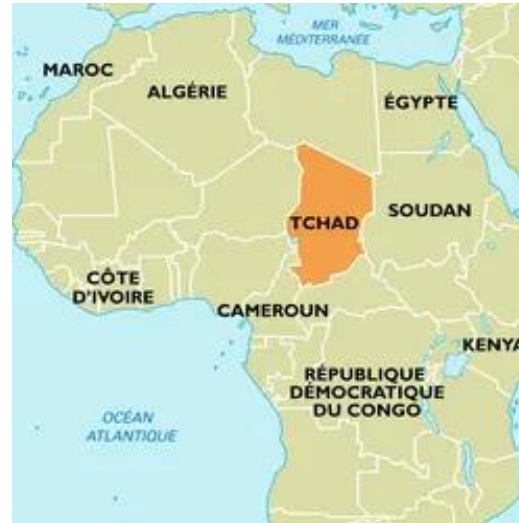 MER
MÉDITERRANÉE
MAROC
ALGÉRIE
ÉGYPTE
TCHAD
SOUDAN
CÔTE
D'IVOIRE
CAMEROUN
KENYA
RÉPUBLIQUE
DÉMOCRATIQUE
DU CONGO
OCÉAN
ATLANTIQUE